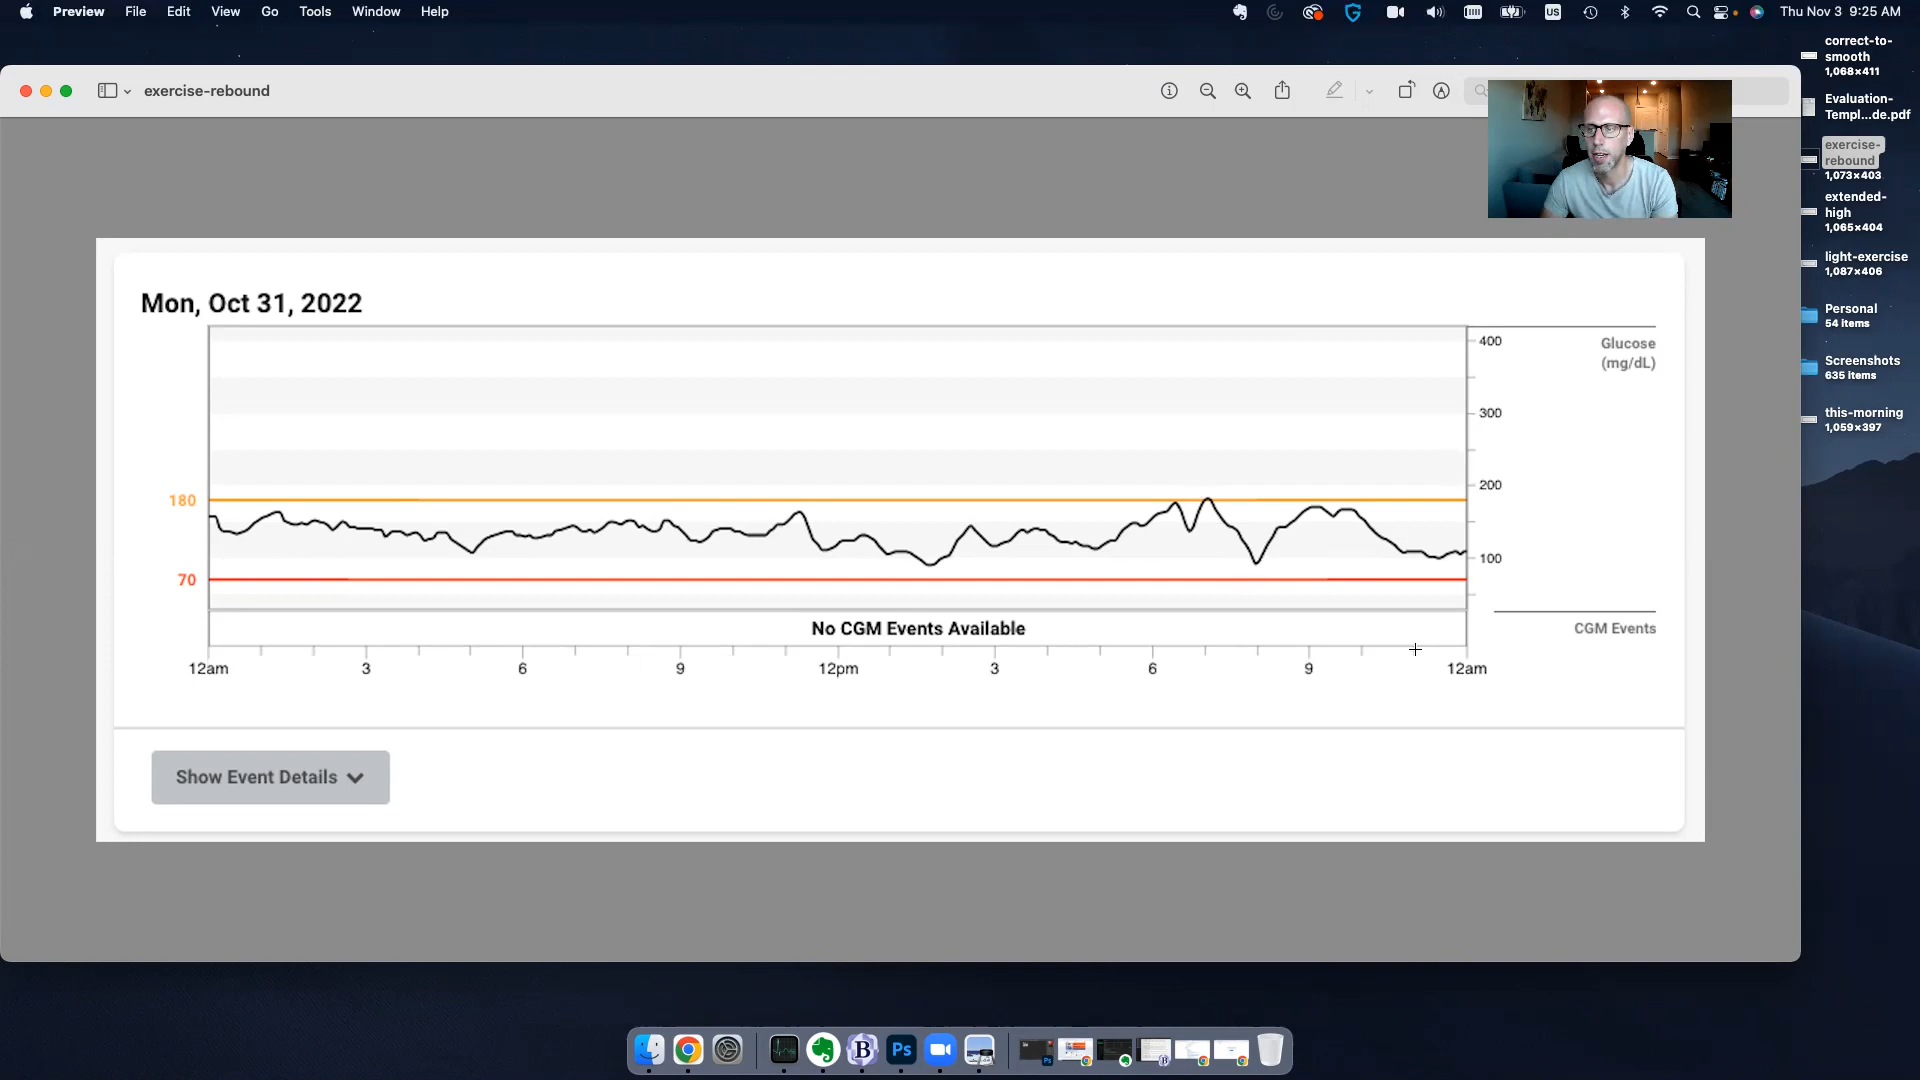 Preview File Edit View Go Tools Window Help
US
Thu Nov 3 9:25 AM
exercise-rebound
correct-to-
smooth
1,068×411
Evaluation-
Templ...de.pdf
exercise-
rebound
1,073×403
extended-
high
1,065×404
light-exercise
1,087×406
Personal
54 items
Screenshots
635 items
this-morning
1,059×397
Mon, Oct 31, 2022
400
Glucose
(mg/dL)
300
200
180
100
70
No CGM Events Available
CGM Events
12am 3 6 9 12pm 3 6 9 12am
Show Event Details
B Ps